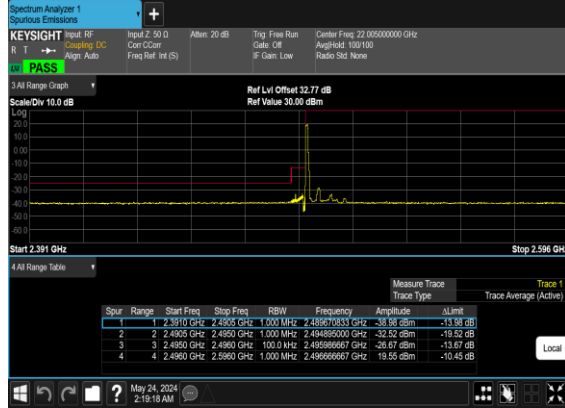 Spectrum Analyzer 1
Spurious Emissions
+
KEYSIGHT Input: RF Input Z: 50 Ω Atten: 20 dB Trig: Free Run Center Freq: 22.005000000 GHz
R T Coupling: DC Corr CCorr Gate: Off Avg|Hold: 100/100
Align: Auto Freq Ref: Int (S) IF Gain: Low Radio Std: None
PASS
3 All Range Graph
Ref Lvl Offset 32.77 dB
Scale/Div 10.0 dB Ref Value 30.00 dBm
Log
20.0
10.0
0.00
-10.0
-20.0
-30.0
-40.0
-50.0
-60.0
Start 2.391 GHz Stop 2.596 GH
4 All Range Table
Measure Trace Trace 1
Trace Type Trace Average (Active)
Spur Range Start Freq Stop Freq RBW Frequency Amplitude ΔLimit
1 1 2.3910 GHz 2.4905 GHz 1.000 MHz 2.489670833 GHz -38.98 dBm -13.98 dB
2 2 2.4905 GHz 2.4950 GHz 1.000 MHz 2.494895000 GHz -32.52 dBm -19.52 dB
3 3 2.4950 GHz 2.4960 GHz 100.0 kHz 2.495986667 GHz -26.67 dBm -13.67 dB
4 4 2.4960 GHz 2.5960 GHz 1.000 MHz 2.496666667 GHz 19.55 dBm -10.45 dB
Local
?
May 24, 2024
2:19:18 AM